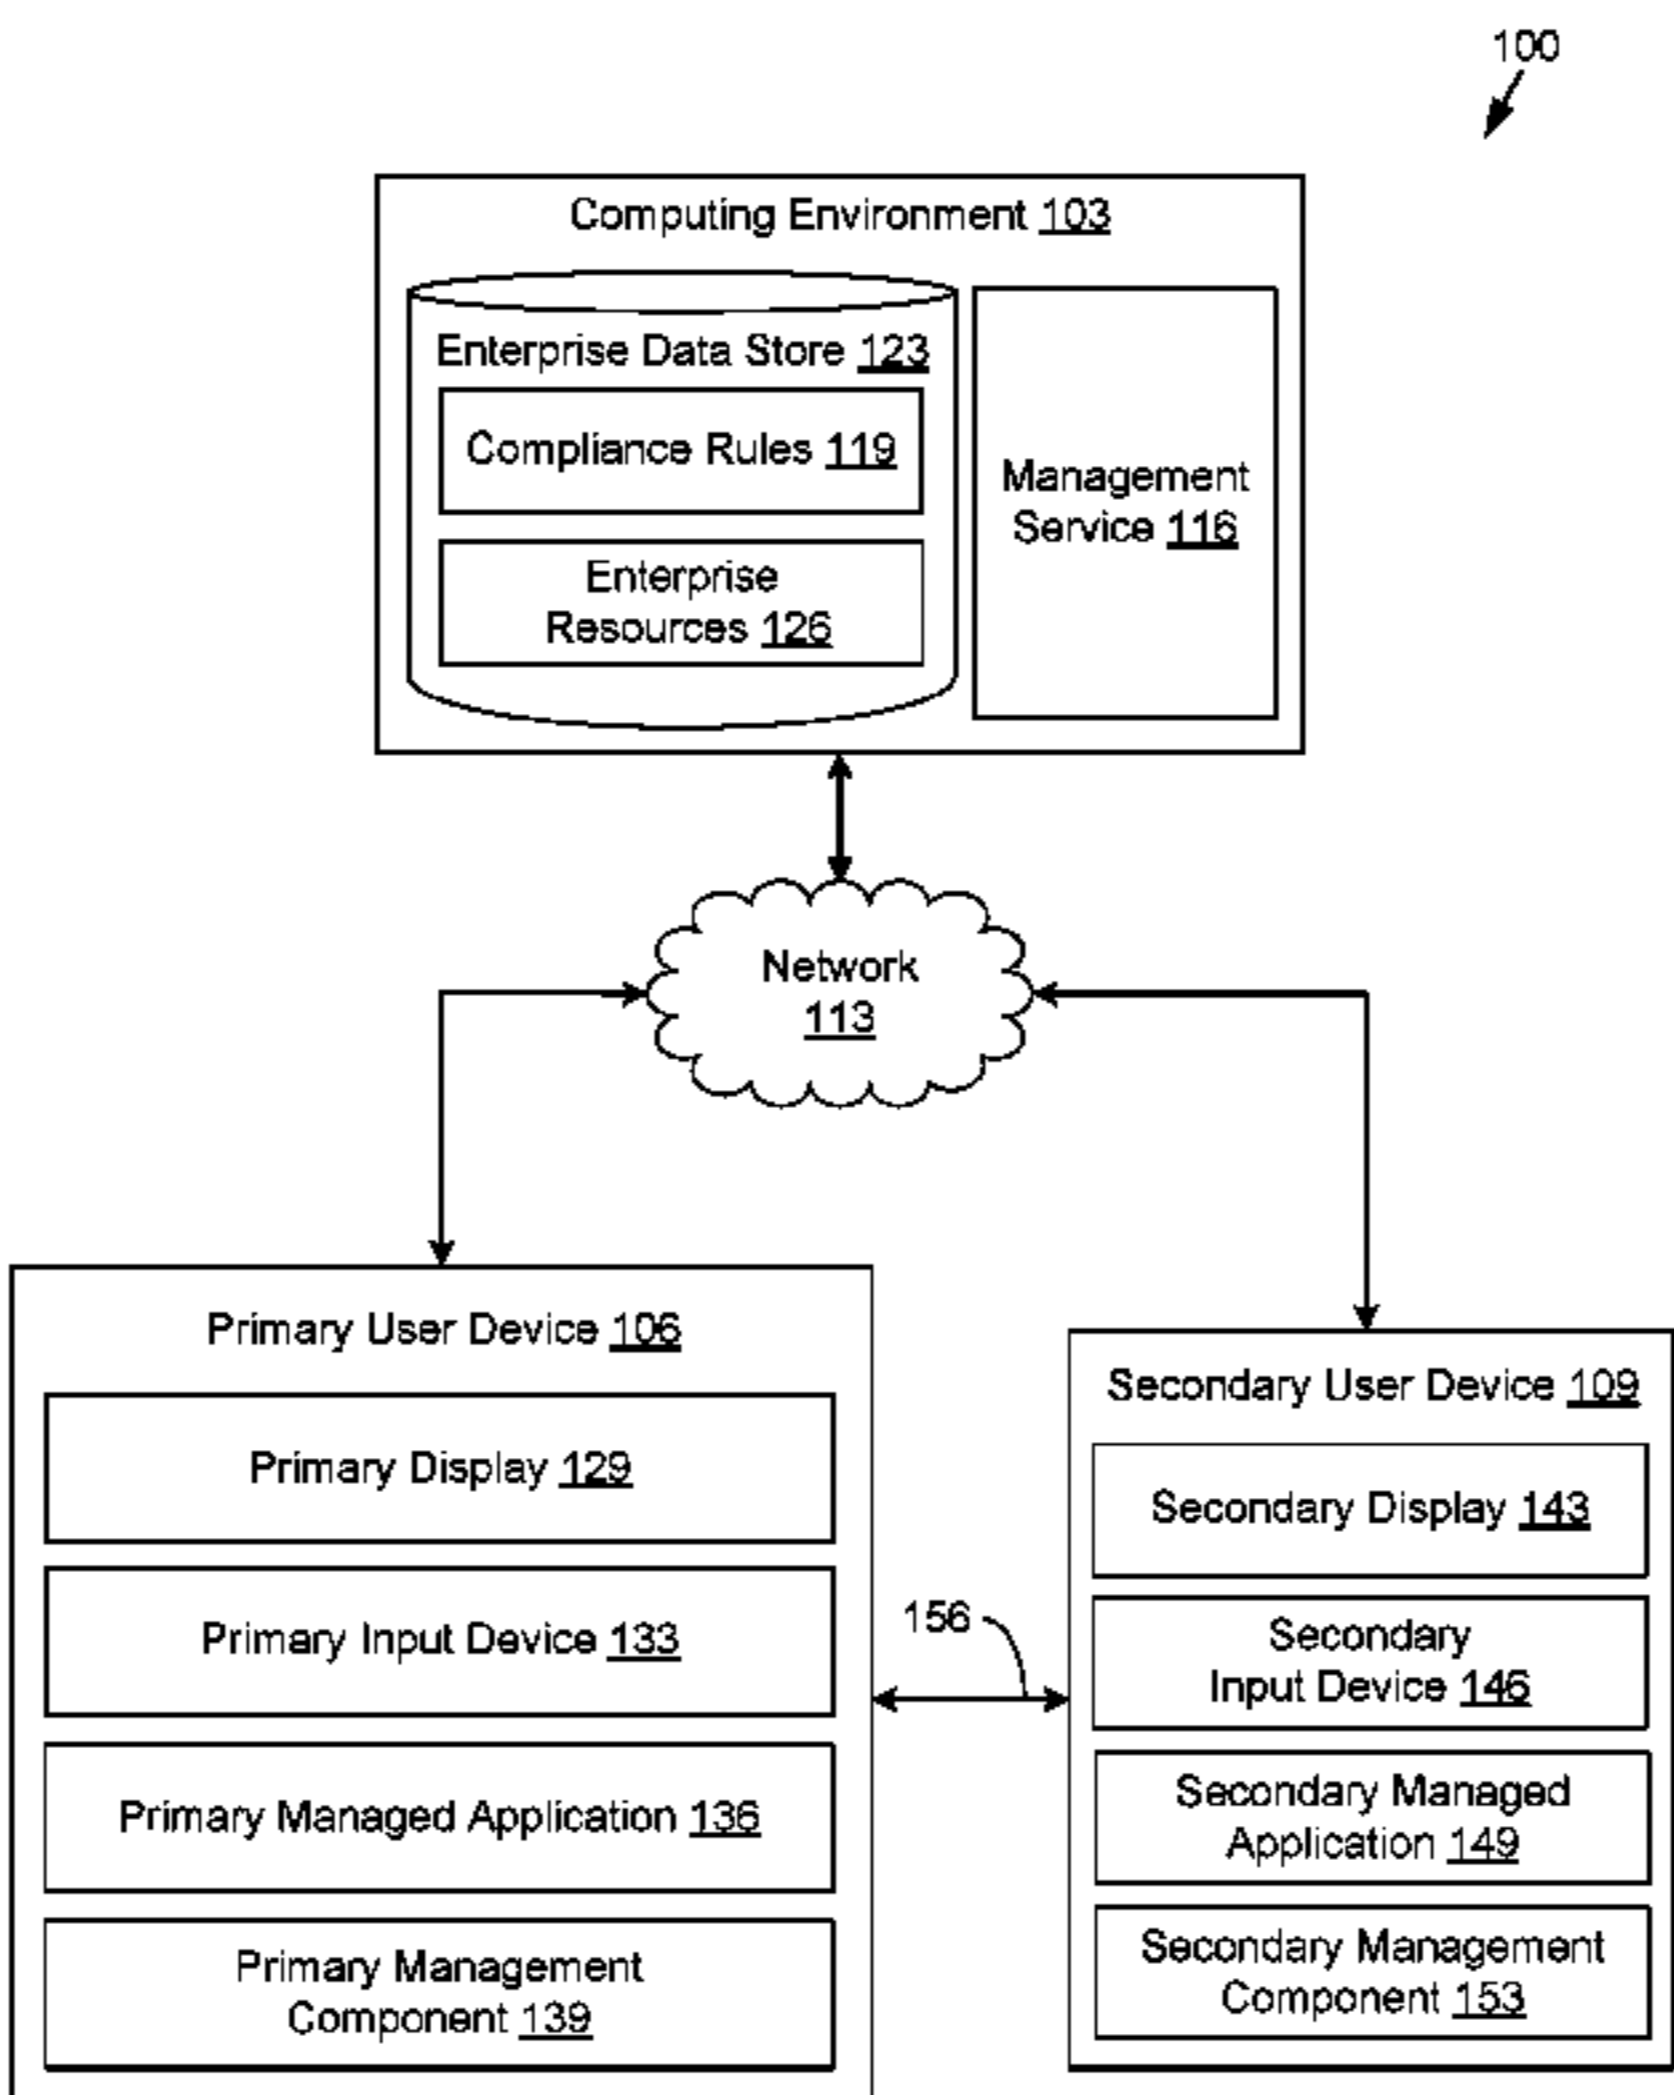 100
Computing Environment 103
Enterprise Data Store 123
Compliance Rules 119
Enterprise
Resources 126
Management
Service 116
Network
113
Primary User Device 106
Primary Display 129
Primary Input Device 133
Primary Managed Application 136
Primary Management
Component 139
156
Secondary User Device 109
Secondary Display 143
Secondary
Input Device 146
Secondary Managed
Application 149
Secondary Management
Component 153